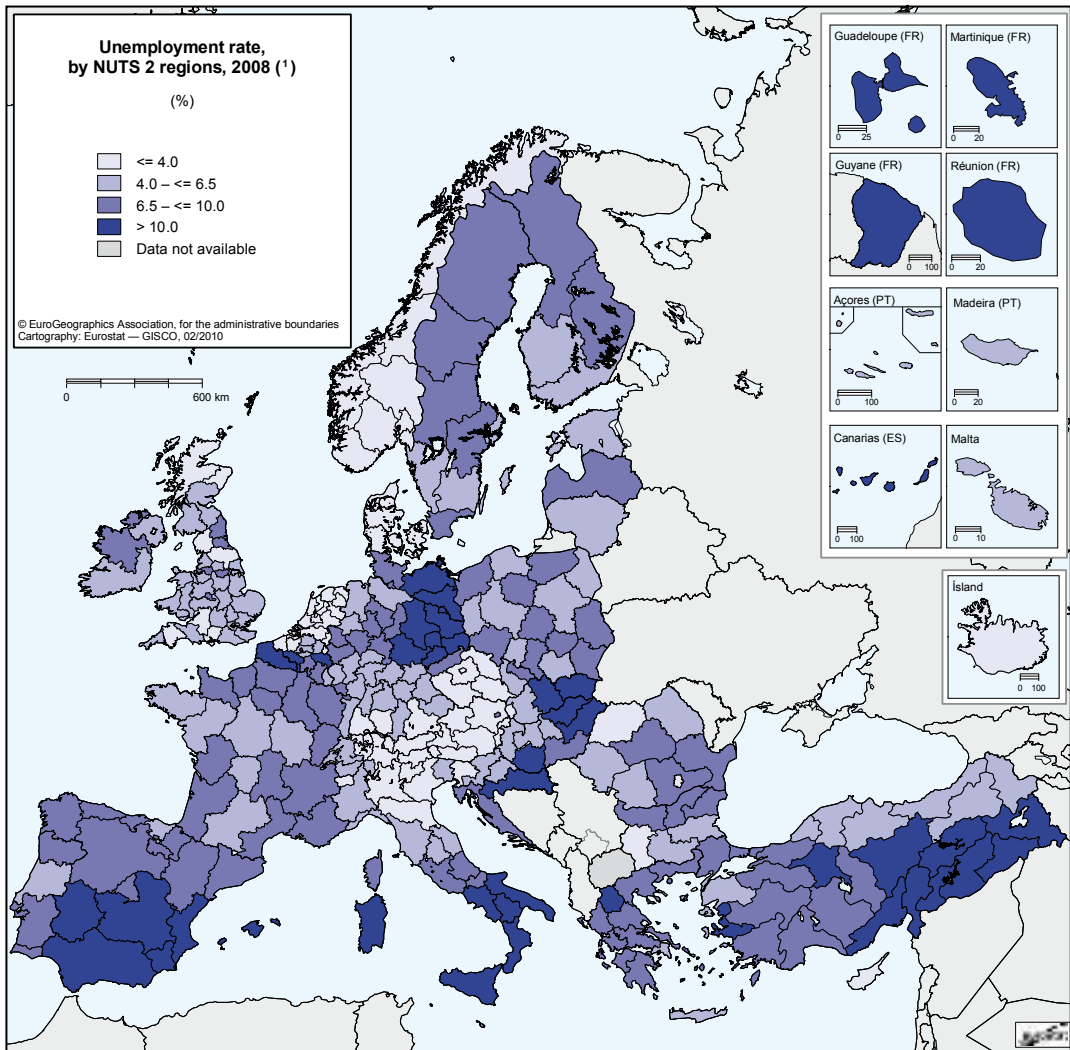 Unemployment rate,
by NUTS 2 regions, 2008 (¹)
(%)
<= 4.0
4.0 – <= 6.5
6.5 – <= 10.0
> 10.0
Data not available
© EuroGeographics Association, for the administrative boundaries
Cartography: Eurostat — GISCO, 02/2010
0 600 km
Guadeloupe (FR)
0 25
Martinique (FR)
0 20
Guyane (FR)
0 100
Réunion (FR)
0 20
Açores (PT)
0 100
Madeira (PT)
0 20
Canarias (ES)
0 100
Malta
0 10
Ísland
0 100